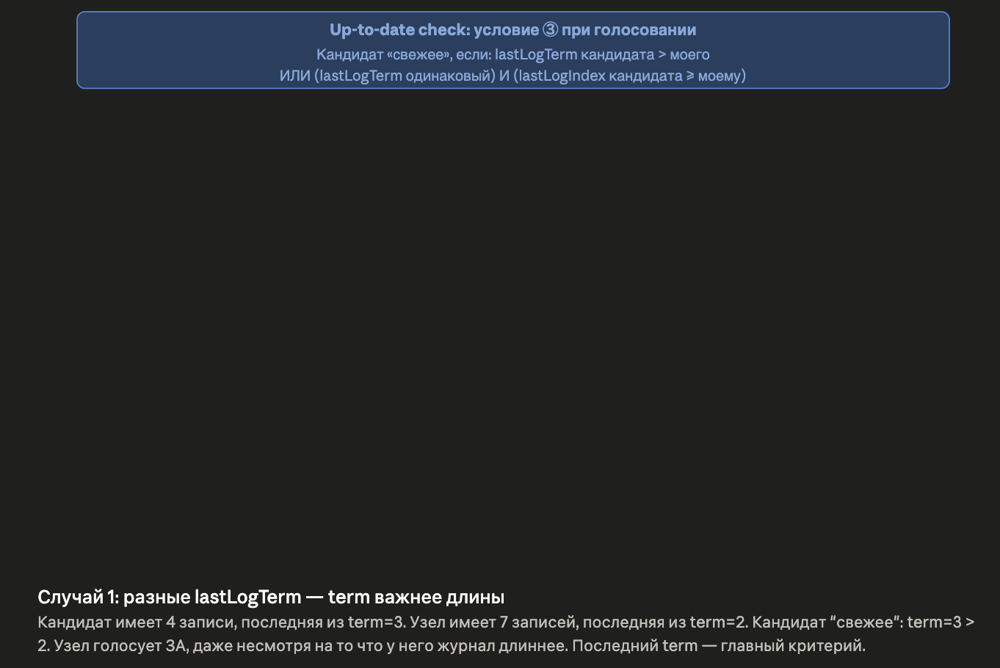 Up-to-date check: условие ③ при голосовании
Кандидат «свежее», если: lastLogTerm кандидата > моего
ИЛИ (lastLogTerm одинаковый) И (lastLogIndex кандидата ≥ моему)
Случай 1: разные lastLogTerm — term важнее длины
Кандидат имеет 4 записи, последняя из term=3. Узел имеет 7 записей, последняя из term=2. Кандидат "свежее": term=3 >
2. Узел голосует ЗА, даже несмотря на то что у него журнал длиннее. Последний term — главный критерий.